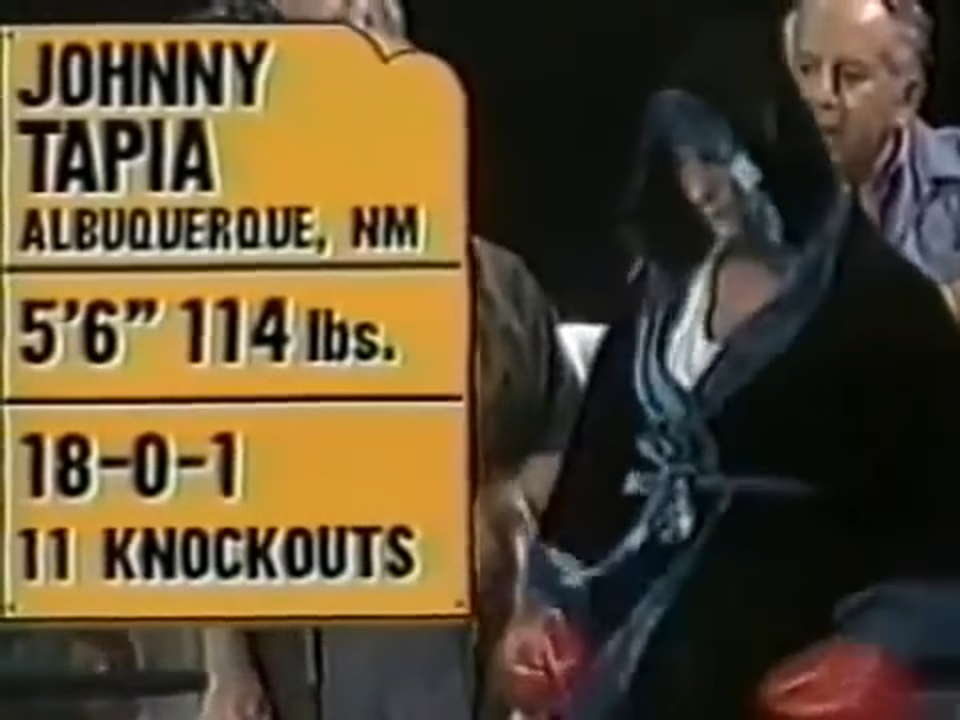 JOHNNY
TAPIA
ALBUQUERQUE, NM
5'6" 114 lbs.
18-0-1
11 KNOCKOUTS